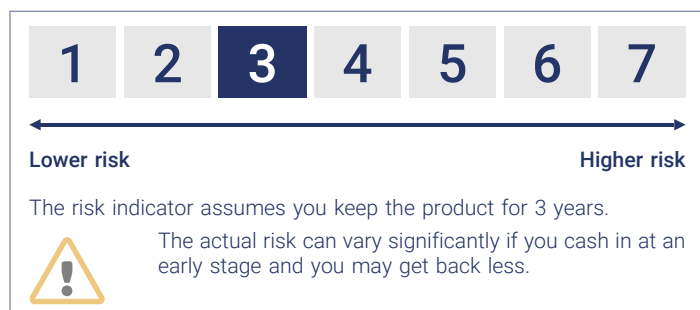 1 2 3 4 5 6 7
Lower risk Higher risk
The risk indicator assumes you keep the product for 3 years.
The actual risk can vary significantly if you cash in at an
early stage and you may get back less.